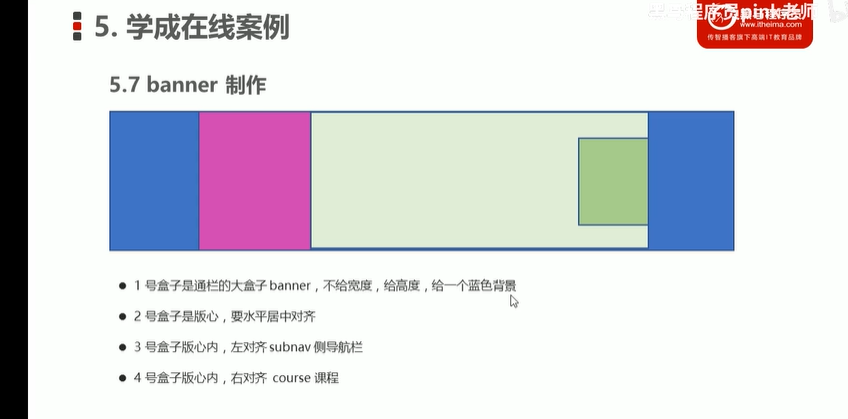 5. 学成在线案例
程序员pink老师
www.itheima.com
传智播客旗下高端IT教育品牌
5.7 banner 制作
● 1 号盒子是通栏的大盒子 banner，不给宽度，给高度，给一个蓝色背景
● 2 号盒子是版心，要水平居中对齐
● 3 号盒子版心内，左对齐 subnav 侧导航栏
● 4 号盒子版心内，右对齐 course 课程